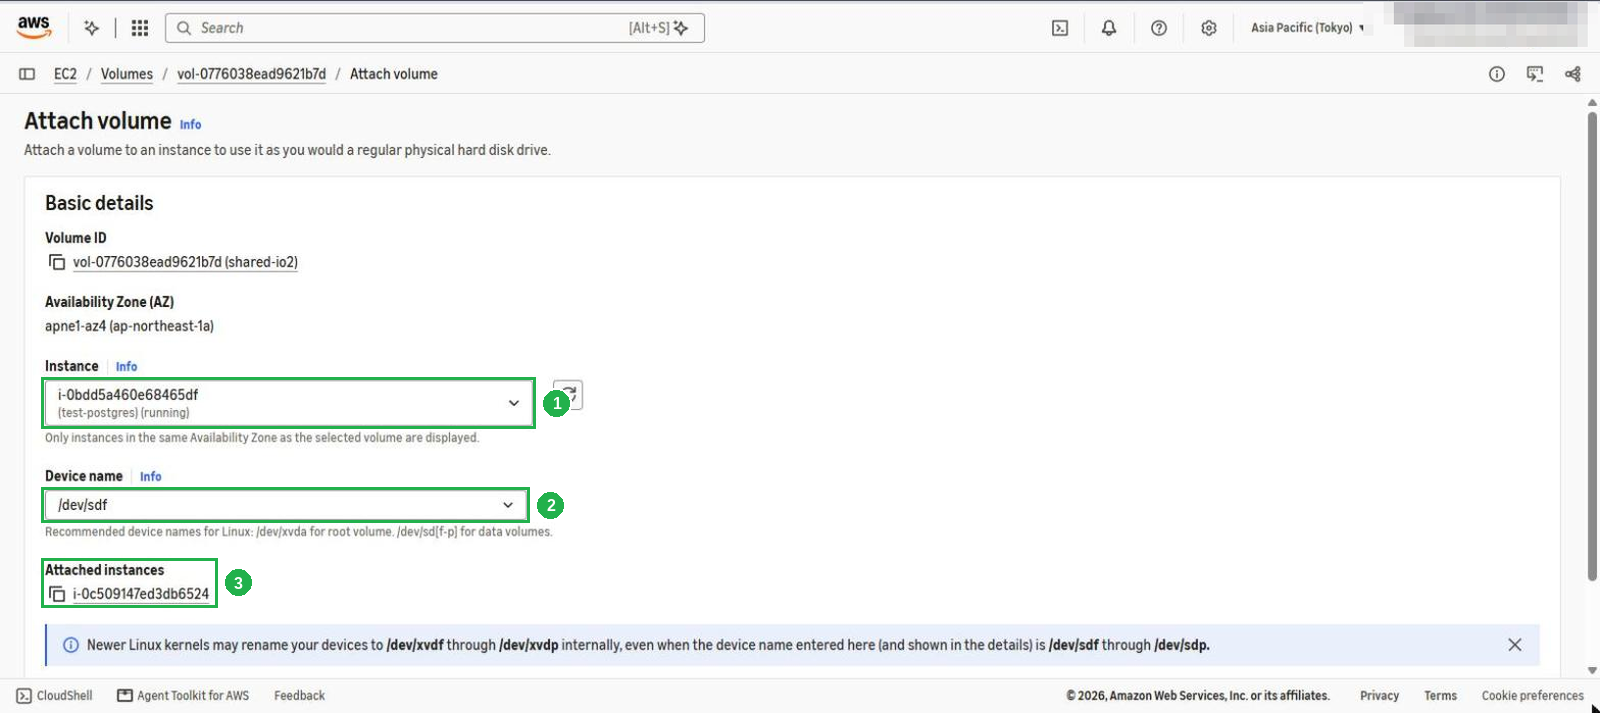 aws
Search [Alt+S]
Asia Pacific (Tokyo)
EC2 / Volumes / vol-0776038ead9621b7d / Attach volume
Attach volume Info
Attach a volume to an instance to use it as you would a regular physical hard disk drive.
Basic details
Volume ID
vol-0776038ead9621b7d (shared-io2)
Availability Zone (AZ)
apne1-az4 (ap-northeast-1a)
Instance Info
i-0bdd5a460e68465df
(test-postgres) (running)
1
Only instances in the same Availability Zone as the selected volume are displayed.
Device name Info
/dev/sdf
2
Recommended device names for Linux: /dev/xvda for root volume. /dev/sd[f-p] for data volumes.
Attached instances
i-0c509147ed3db6524
3
Newer Linux kernels may rename your devices to /dev/xvdf through /dev/xvdp internally, even when the device name entered here (and shown in the details) is /dev/sdf through /dev/sdp.
CloudShell Agent Toolkit for AWS Feedback
© 2026, Amazon Web Services, Inc. or its affiliates. Privacy Terms Cookie preferences